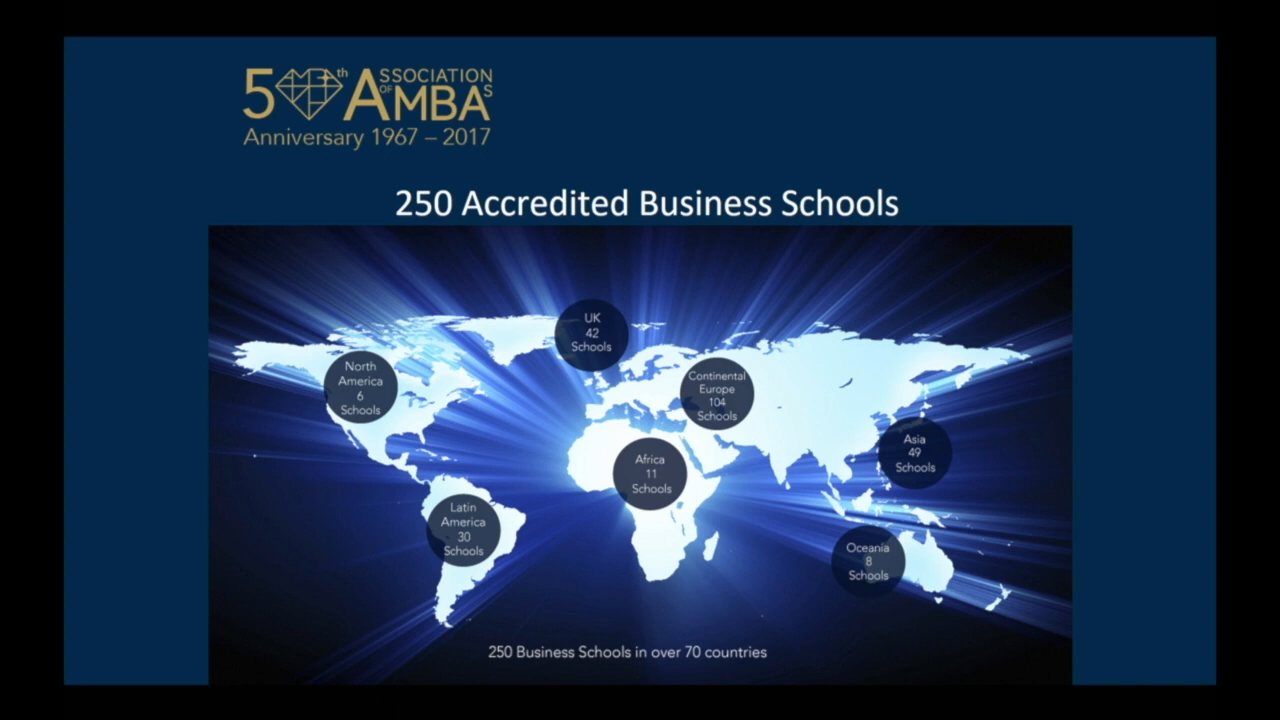 50th ASSOCIATION OF MBAS
Anniversary 1967 – 2017
250 Accredited Business Schools
UK
42
Schools
North
America
6
Schools
Continental
Europe
104
Schools
Asia
49
Schools
Africa
11
Schools
Latin
America
30
Schools
Oceania
8
Schools
250 Business Schools in over 70 countries